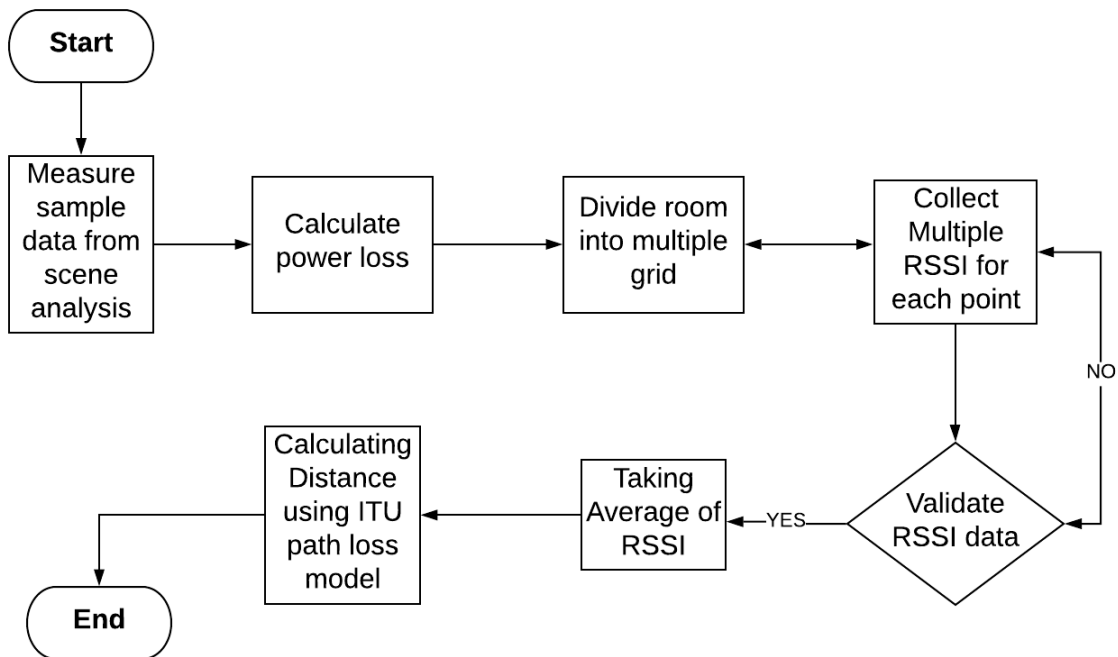 Start
Measure
sample
data from
scene
analysis
Calculate
power loss
Divide room
into multiple
grid
Collect
Multiple
RSSI for
each point
NO
Validate
RSSI data
YES
Taking
Average of
RSSI
Calculating
Distance
using ITU
path loss
model
End